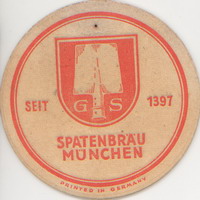 G S
SEIT 1397
SPATENBRÄU
MÜNCHEN
PRINTED IN GERMANY